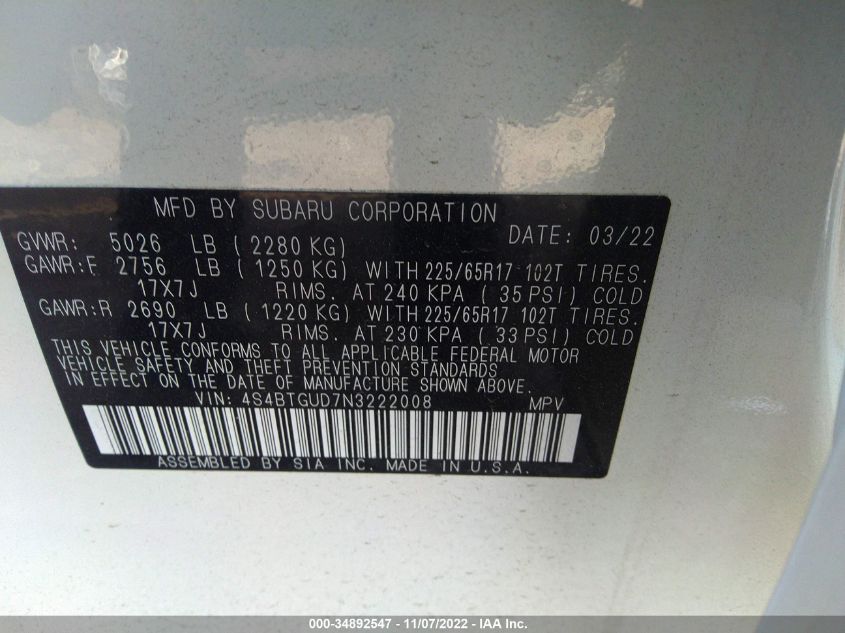 MFD BY SUBARU CORPORATION
DATE: 03/22
GVWR: 5026 LB ( 2280 KG)
GAWR:F 2756 LB ( 1250 KG) WITH 225/65R17 102T TIRES.
17X7J RIMS. AT 240 KPA ( 35 PSI) COLD
GAWR:R 2690 LB ( 1220 KG) WITH 225/65R17 102T TIRES.
17X7J RIMS. AT 230 KPA ( 33 PSI) COLD
THIS VEHICLE CONFORMS TO ALL APPLICABLE FEDERAL MOTOR
VEHICLE SAFETY AND THEFT PREVENTION STANDARDS
IN EFFECT ON THE DATE OF MANUFACTURE SHOWN ABOVE.
VIN: 4S4BTGUD7N3222008 MPV
ASSEMBLED BY SIA INC. MADE IN U.S.A.
000-34892547 - 11/07/2022 - IAA Inc.